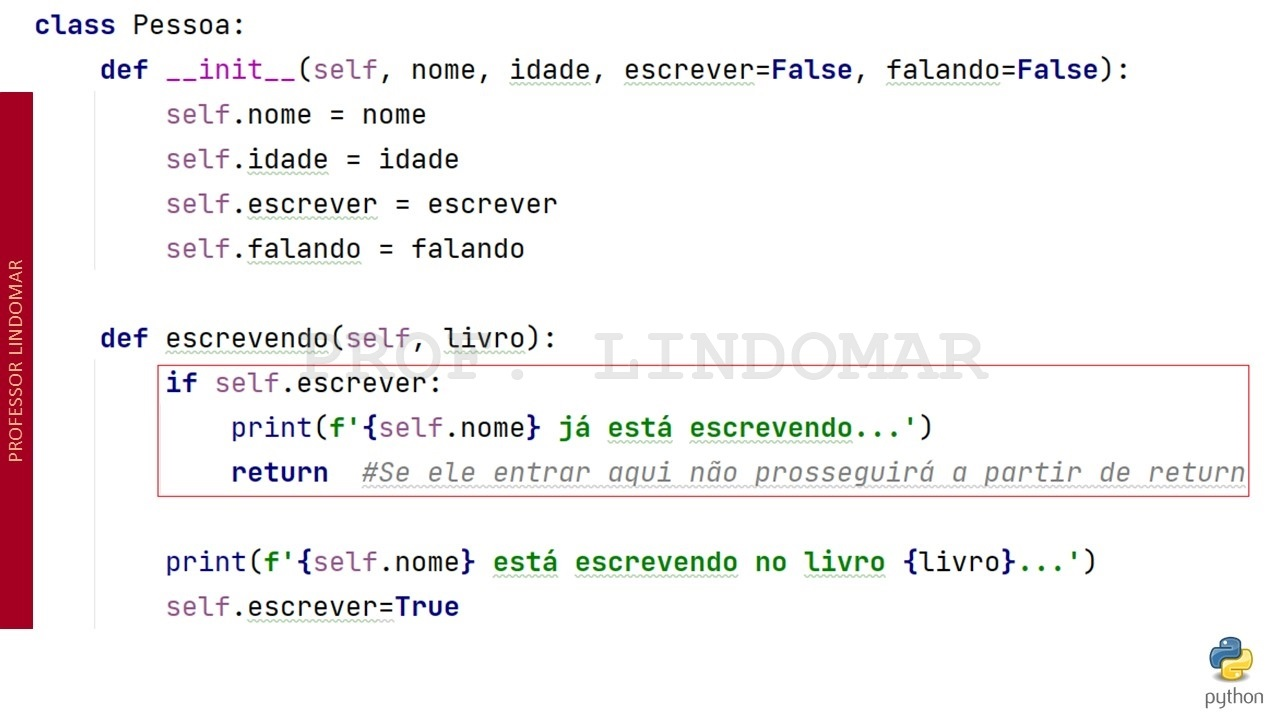 class Pessoa:
    def __init__(self, nome, idade, escrever=False, falando=False):
        self.nome = nome
        self.idade = idade
        self.escrever = escrever
        self.falando = falando
    def escrevendo(self, livro):
PROF. LINDOMAR
        if self.escrever:
            print(f'{self.nome} já está escrevendo...')
            return  #Se ele entrar aqui não prosseguirá a partir de return
        print(f'{self.nome} está escrevendo no livro {livro}...')
        self.escrever=True
PROFESSOR LINDOMAR
python